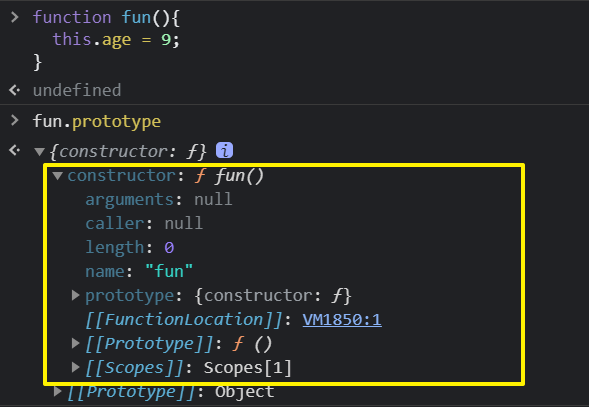 function fun(){
this.age = 9;
}
undefined
fun.prototype
{constructor: ƒ} i
constructor: ƒ fun()
arguments: null
caller: null
length: 0
name: "fun"
prototype: {constructor: ƒ}
[[FunctionLocation]]: VM1850:1
[[Prototype]]: ƒ ()
[[Scopes]]: Scopes[1]
[[Prototype]]: Object